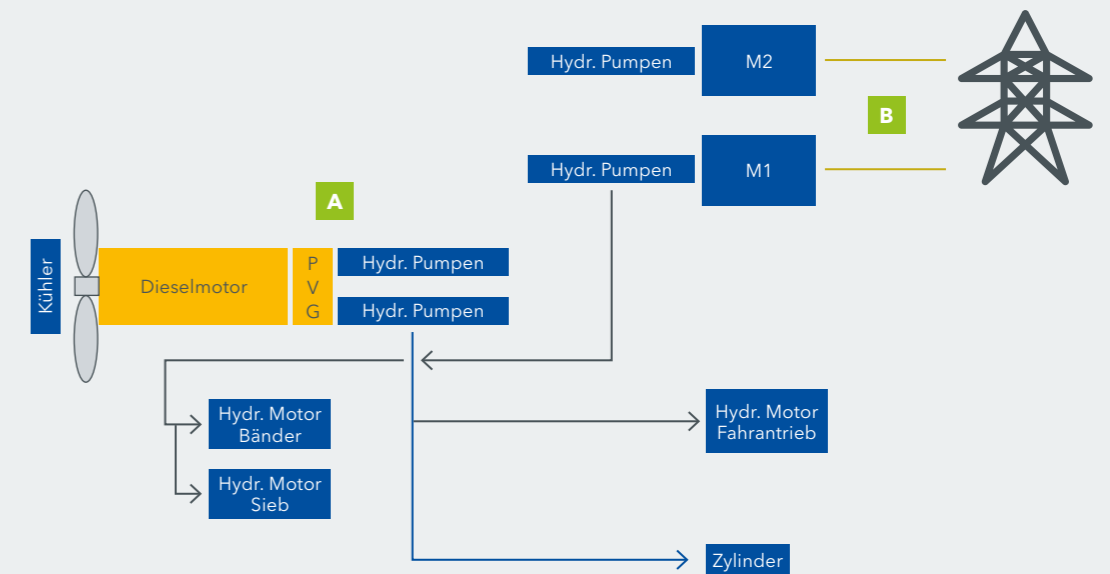 Hydr. Pumpen
M2
B
Hydr. Pumpen
M1
A
Kühler
Dieselmotor
P
V
G
Hydr. Pumpen
Hydr. Pumpen
Hydr. Motor
Bänder
Hydr. Motor
Fahrantrieb
Hydr. Motor
Sieb
Zylinder